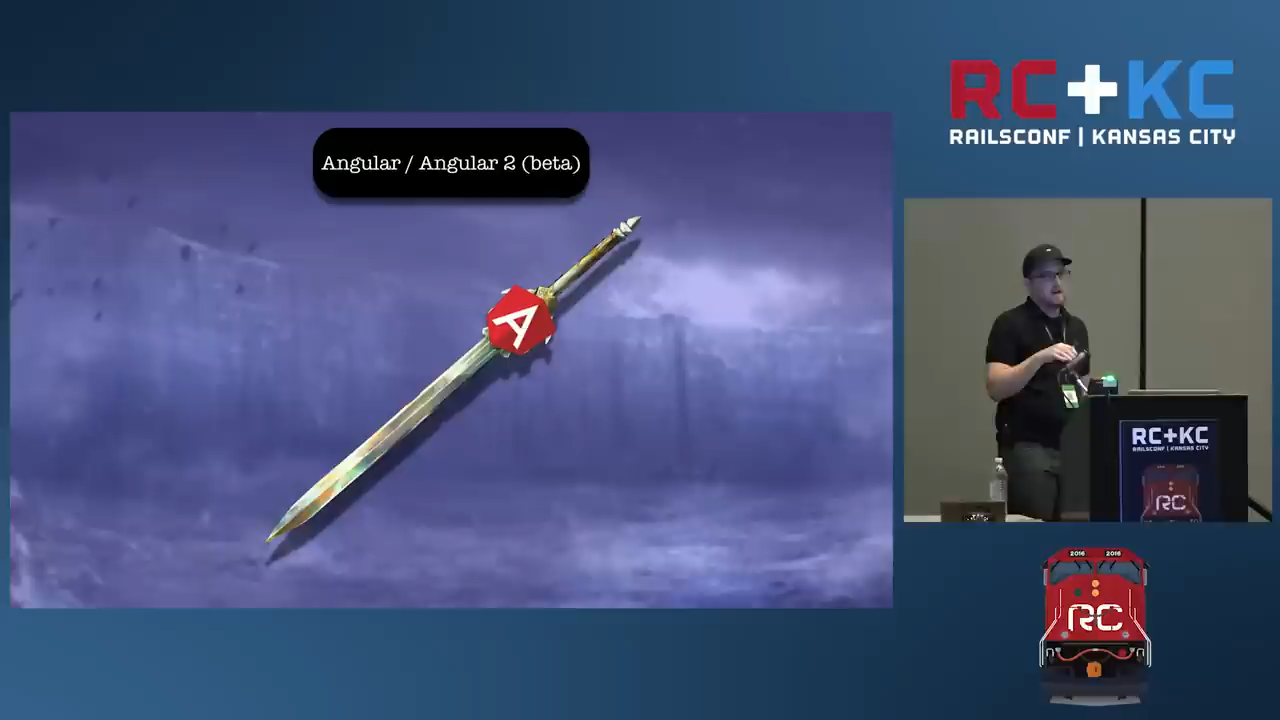 Angular / Angular 2 (beta)
A
RC+KC
RAILSCONF | KANSAS CITY
RC+KC
RAILSCONF | KANSAS CITY
RC
2016 2016
RC